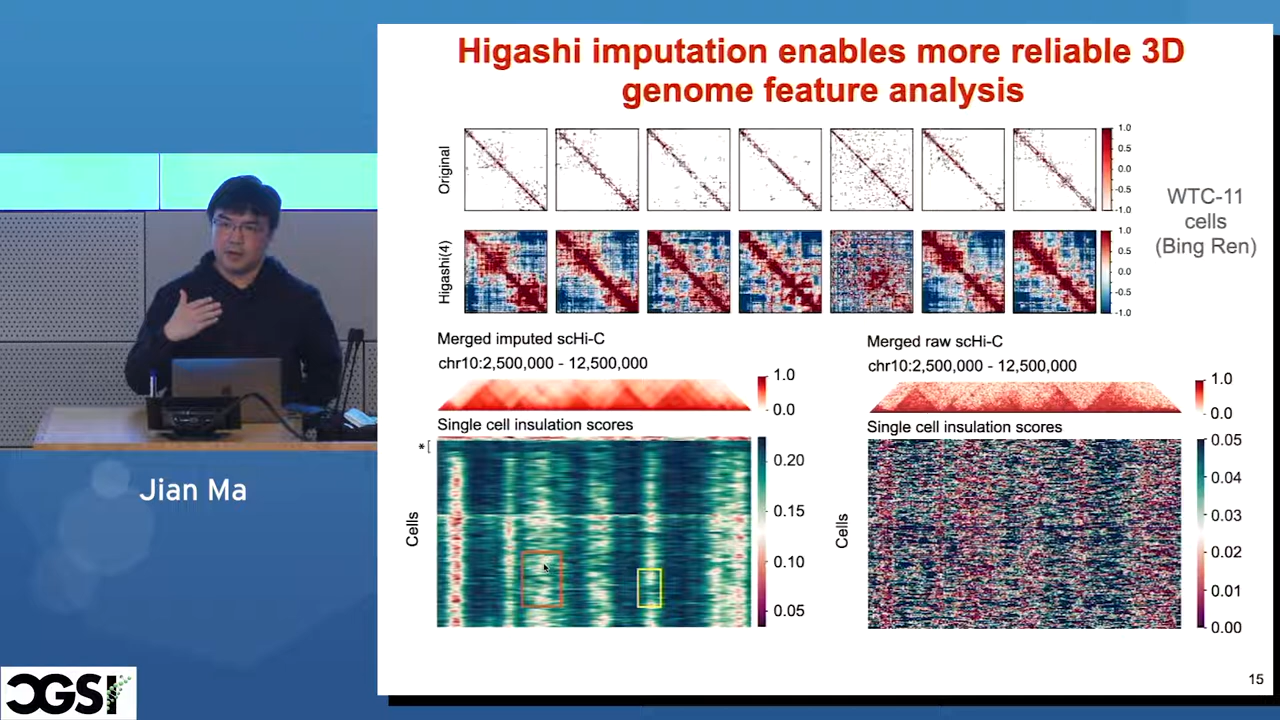 Higashi imputation enables more reliable 3D
genome feature analysis
Original
1.0
0.5
0.0
-0.5
-1.0
Higashi(4)
1.0
0.5
0.0
-0.5
-1.0
WTC-11
cells
(Bing Ren)
Merged imputed scHi-C
chr10:2,500,000 - 12,500,000
1.0
0.0
Single cell insulation scores
*[
Cells
0.20
0.15
0.10
0.05
Merged raw scHi-C
chr10:2,500,000 - 12,500,000
1.0
0.0
Single cell insulation scores
Cells
0.05
0.04
0.03
0.02
0.01
0.00
15
Jian Ma
CGSI